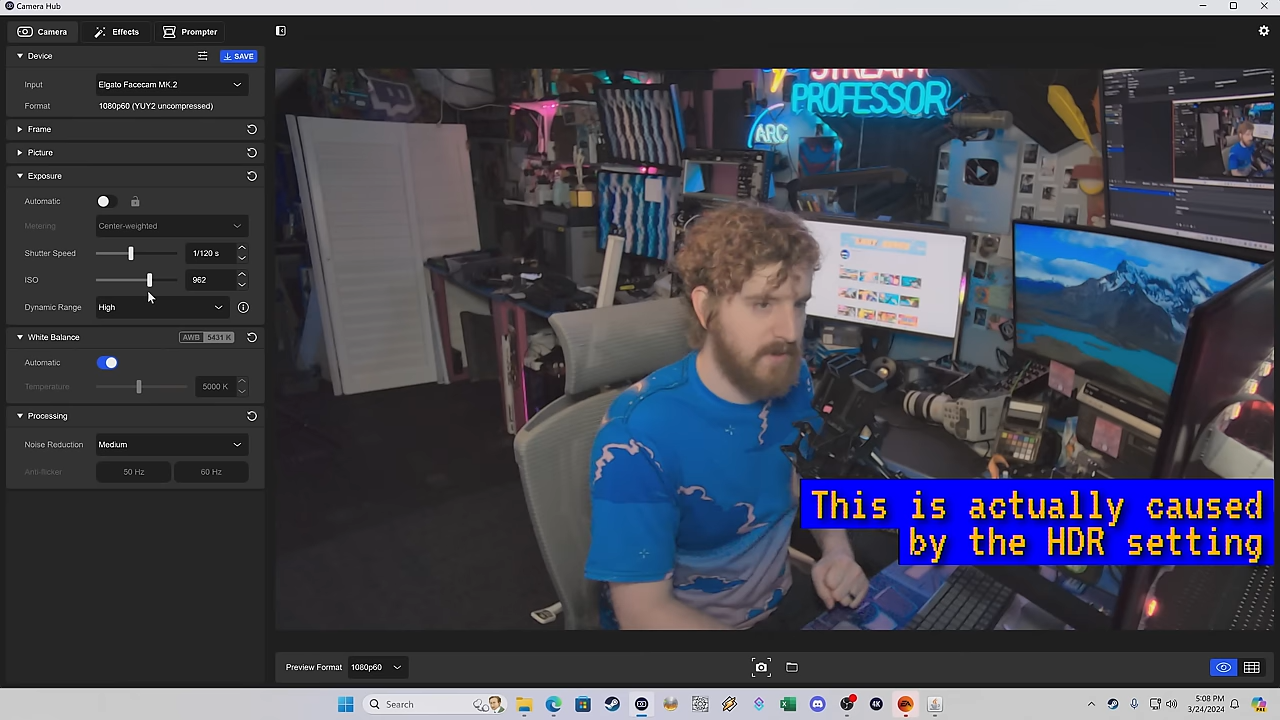 Camera Hub
Camera
Effects
Prompter
Device
SAVE
Input
Elgato Facecam MK.2
Format
1080p60 (YUY2 uncompressed)
Frame
Picture
Exposure
Automatic
Metering
Center-weighted
Shutter Speed
1/120 s
ISO
962
Dynamic Range
High
White Balance
AWB 5431 K
Automatic
Temperature
5000 K
Processing
Noise Reduction
Medium
Anti-flicker
50 Hz
60 Hz
STREAM
PROFESSOR
ARC
This is actually caused
by the HDR setting
Preview Format
1080p60
Search
4K
5:08 PM
3/24/2024